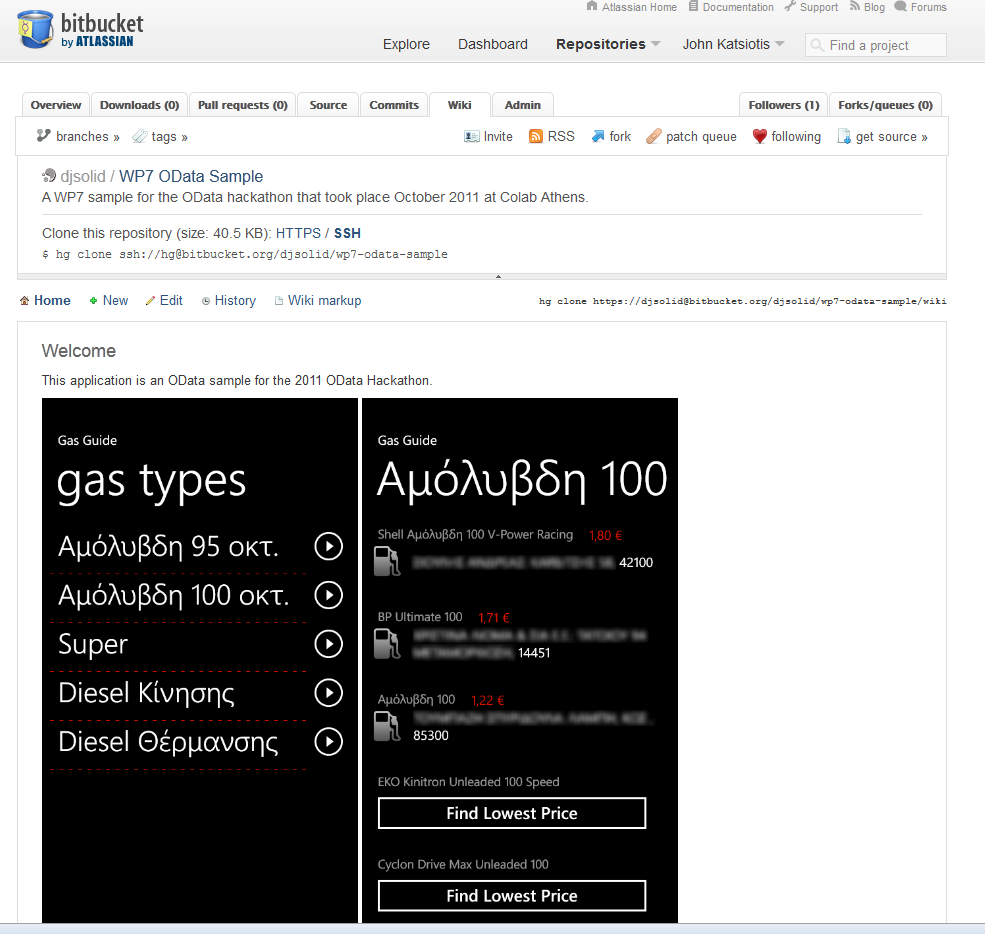 Atlassian Home Documentation Support Blog Forums
bitbucket
by ATLASSIAN
Explore Dashboard Repositories John Katsiotis Find a project
Overview Downloads (0) Pull requests (0) Source Commits Wiki Admin Followers (1) Forks/queues (0)
branches » tags » Invite RSS fork patch queue following get source »
djsolid / WP7 OData Sample
A WP7 sample for the OData hackathon that took place October 2011 at Colab Athens.
Clone this repository (size: 40.5 KB): HTTPS / SSH
$ hg clone ssh://hg@bitbucket.org/djsolid/wp7-odata-sample
Home New Edit History Wiki markup hg clone https://djsolid@bitbucket.org/djsolid/wp7-odata-sample/wiki
Welcome
This application is an OData sample for the 2011 OData Hackathon.
Gas Guide
gas types
Αμόλυβδη 95 οκτ.
Αμόλυβδη 100 οκτ.
Super
Diesel Κίνησης
Diesel Θέρμανσης
Gas Guide
Αμόλυβδη 100
Shell Αμόλυβδη 100 V-Power Racing 1,80 €
42100
BP Ultimate 100 1,71 €
14451
Αμόλυβδη 100 1,22 €
85300
EKO Kinitron Unleaded 100 Speed
Find Lowest Price
Cyclon Drive Max Unleaded 100
Find Lowest Price